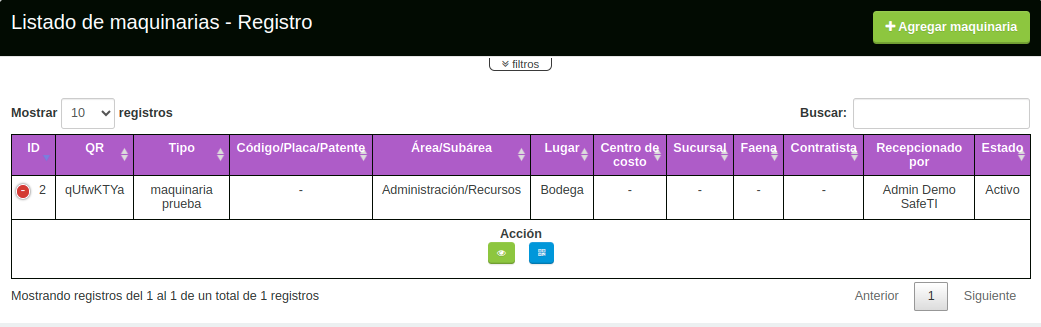 Listado de maquinarias - Registro
Agregar maquinaria
filtros
Mostrar 10 registros
Buscar:
ID QR Tipo Código/Placa/Patente Área/Subárea Lugar Centro de costo Sucursal Faena Contratista Recepcionado por Estado
2 qUfwKTYa maquinaria prueba - Administración/Recursos Bodega - - - - Admin Demo SafeTI Activo
Acción
Mostrando registros del 1 al 1 de un total de 1 registros
Anterior 1 Siguiente